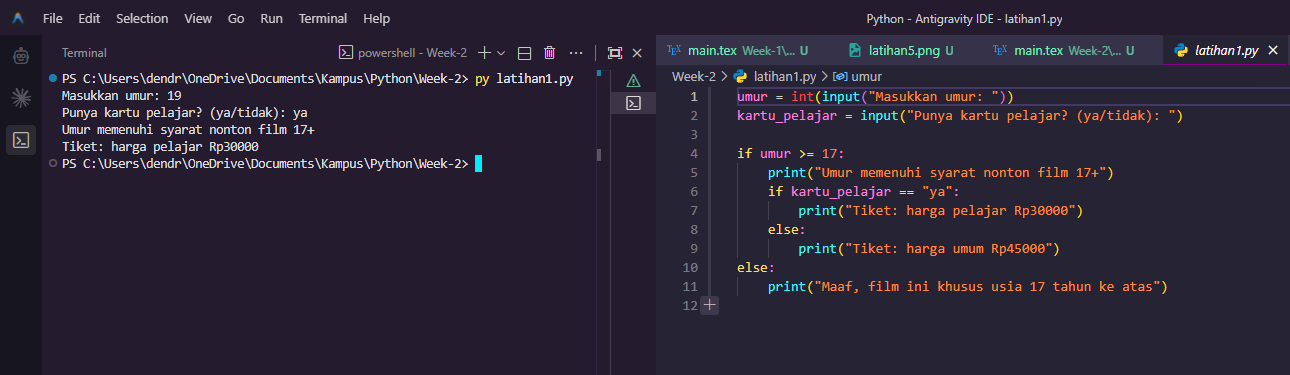 File Edit Selection View Go Run Terminal Help
Python - Antigravity IDE - latihan1.py
Terminal
powershell - Week-2
PS C:\Users\dendr\OneDrive\Documents\Kampus\Python\Week-2> py latihan1.py
Masukkan umur: 19
Punya kartu pelajar? (ya/tidak): ya
Umur memenuhi syarat nonton film 17+
Tiket: harga pelajar Rp30000
PS C:\Users\dendr\OneDrive\Documents\Kampus\Python\Week-2>
TEX main.tex Week-1\... U
latihan5.png U
TEX main.tex Week-2\... U
latihan1.py
Week-2 > latihan1.py > umur
1 umur = int(input("Masukkan umur: "))
2 kartu_pelajar = input("Punya kartu pelajar? (ya/tidak): ")
3
4 if umur >= 17:
5     print("Umur memenuhi syarat nonton film 17+")
6     if kartu_pelajar == "ya":
7         print("Tiket: harga pelajar Rp30000")
8     else:
9         print("Tiket: harga umum Rp45000")
10 else:
11     print("Maaf, film ini khusus usia 17 tahun ke atas")
12